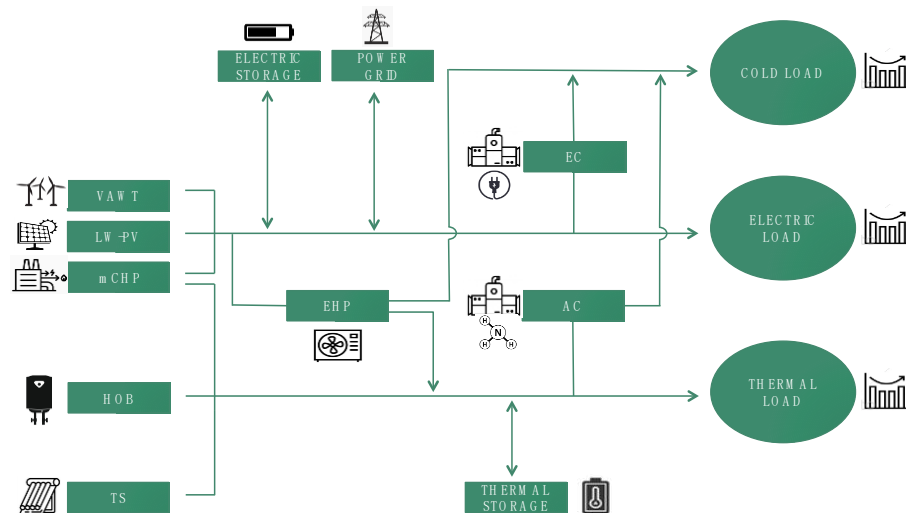 ELECTRIC
STORAGE
POWER
GRID
COLD LOAD
EC
VAWT
LW-PV
mCHP
ELECTRIC
LOAD
EHP
AC
H
N
H
H
HOB
THERMAL
LOAD
TS
THERMAL
STORAGE